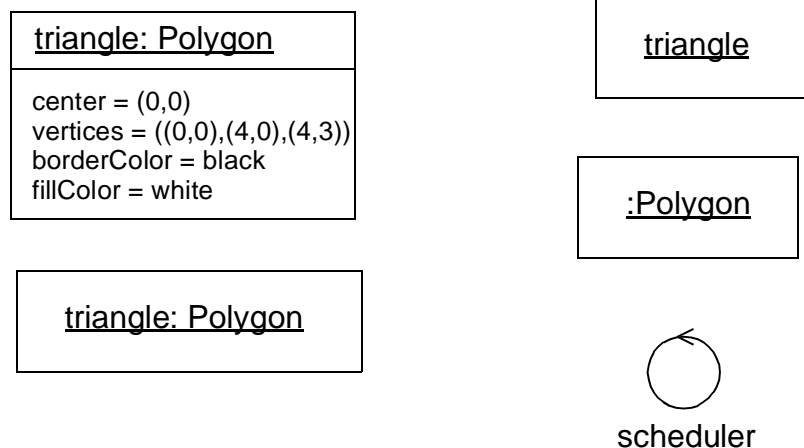 triangle: Polygon
center = (0,0)
vertices = ((0,0),(4,0),(4,3))
borderColor = black
fillColor = white
triangle: Polygon
triangle
:Polygon
scheduler